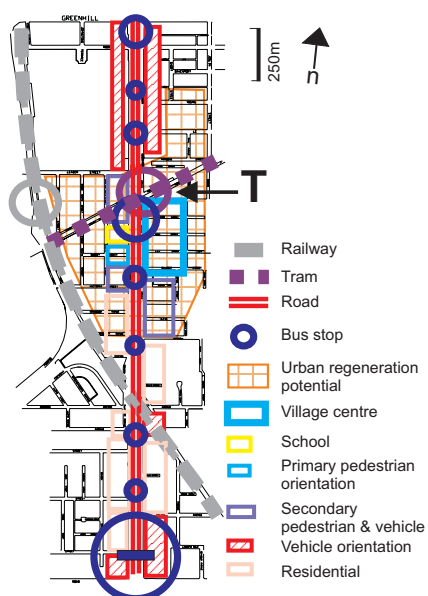 GREENHILL
250m
n
T
Railway
Tram
Road
Bus stop
Urban regeneration
potential
Village centre
School
Primary pedestrian
orientation
Secondary
pedestrian & vehicle
Vehicle orientation
Residential